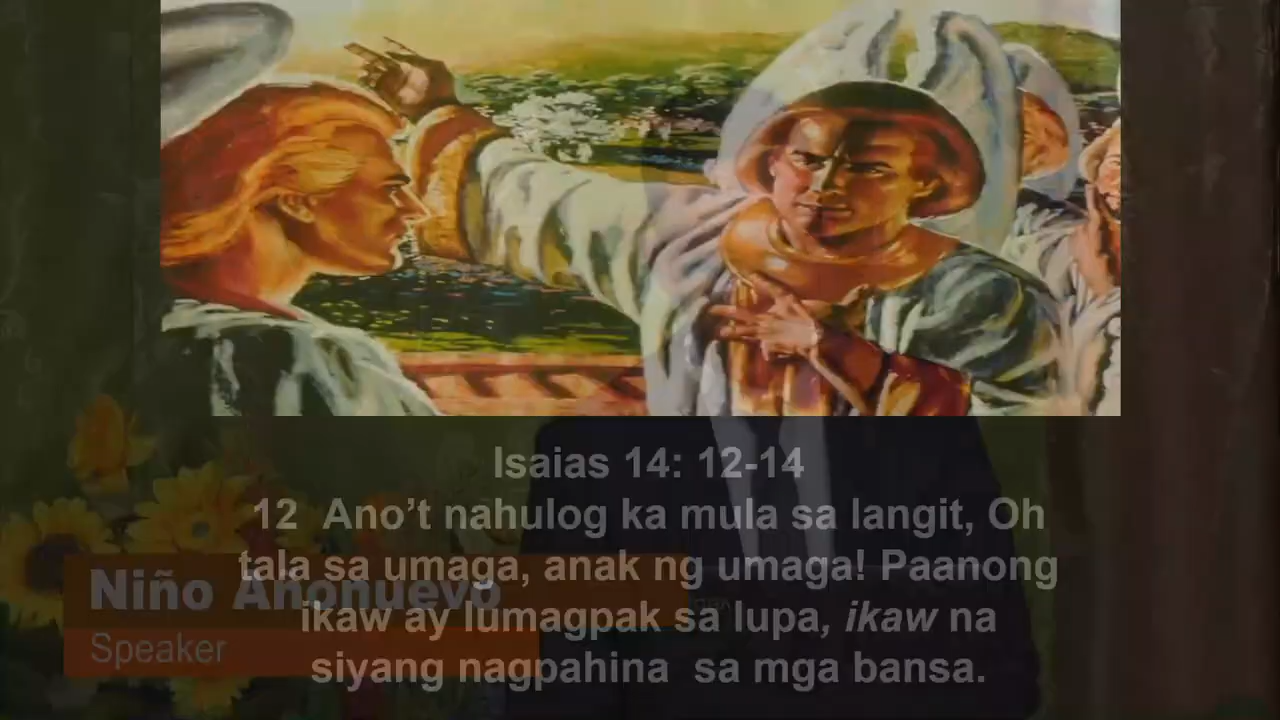 Isaias 14: 12-14
12  Ano’t nahulog ka mula sa langit, Oh
tala sa umaga, anak ng umaga! Paanong
ikaw ay lumagpak sa lupa, ikaw na
siyang nagpahina  sa mga bansa.
Niño Añonuevo
Speaker